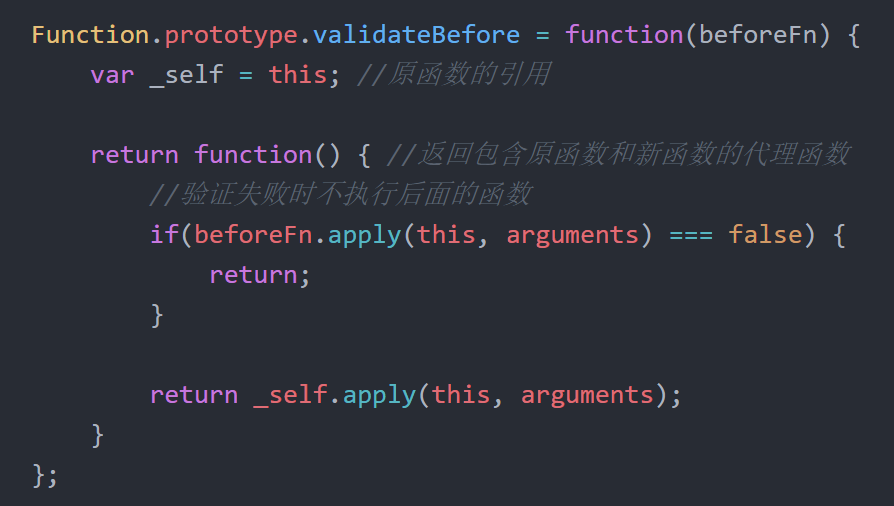 Function.prototype.validateBefore = function(beforeFn) {
    var _self = this; //原函数的引用

    return function() { //返回包含原函数和新函数的代理函数
        //验证失败时不执行后面的函数
        if(beforeFn.apply(this, arguments) === false) {
            return;
        }

        return _self.apply(this, arguments);
    }
};